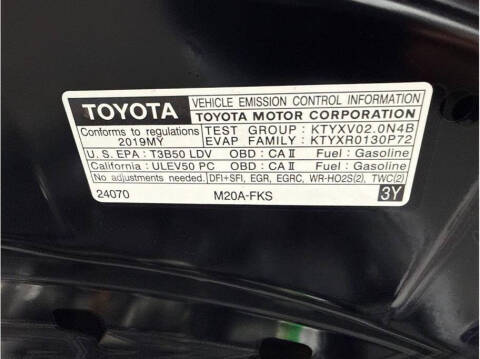 TOYOTA VEHICLE EMISSION CONTROL INFORMATION
TOYOTA MOTOR CORPORATION
Conforms to regulations TEST GROUP : KTYXV02.0N4B
2019MY EVAP FAMILY : KTYXR0130P72
U.S. EPA : T3B50 LDV OBD : CA II Fuel : Gasoline
California : ULEV50 PC OBD : CA II Fuel : Gasoline
No adjustments needed. DFI+SFI, EGR, EGRC, WR-HO2S(2), TWC(2)
24070 M20A-FKS 3Y